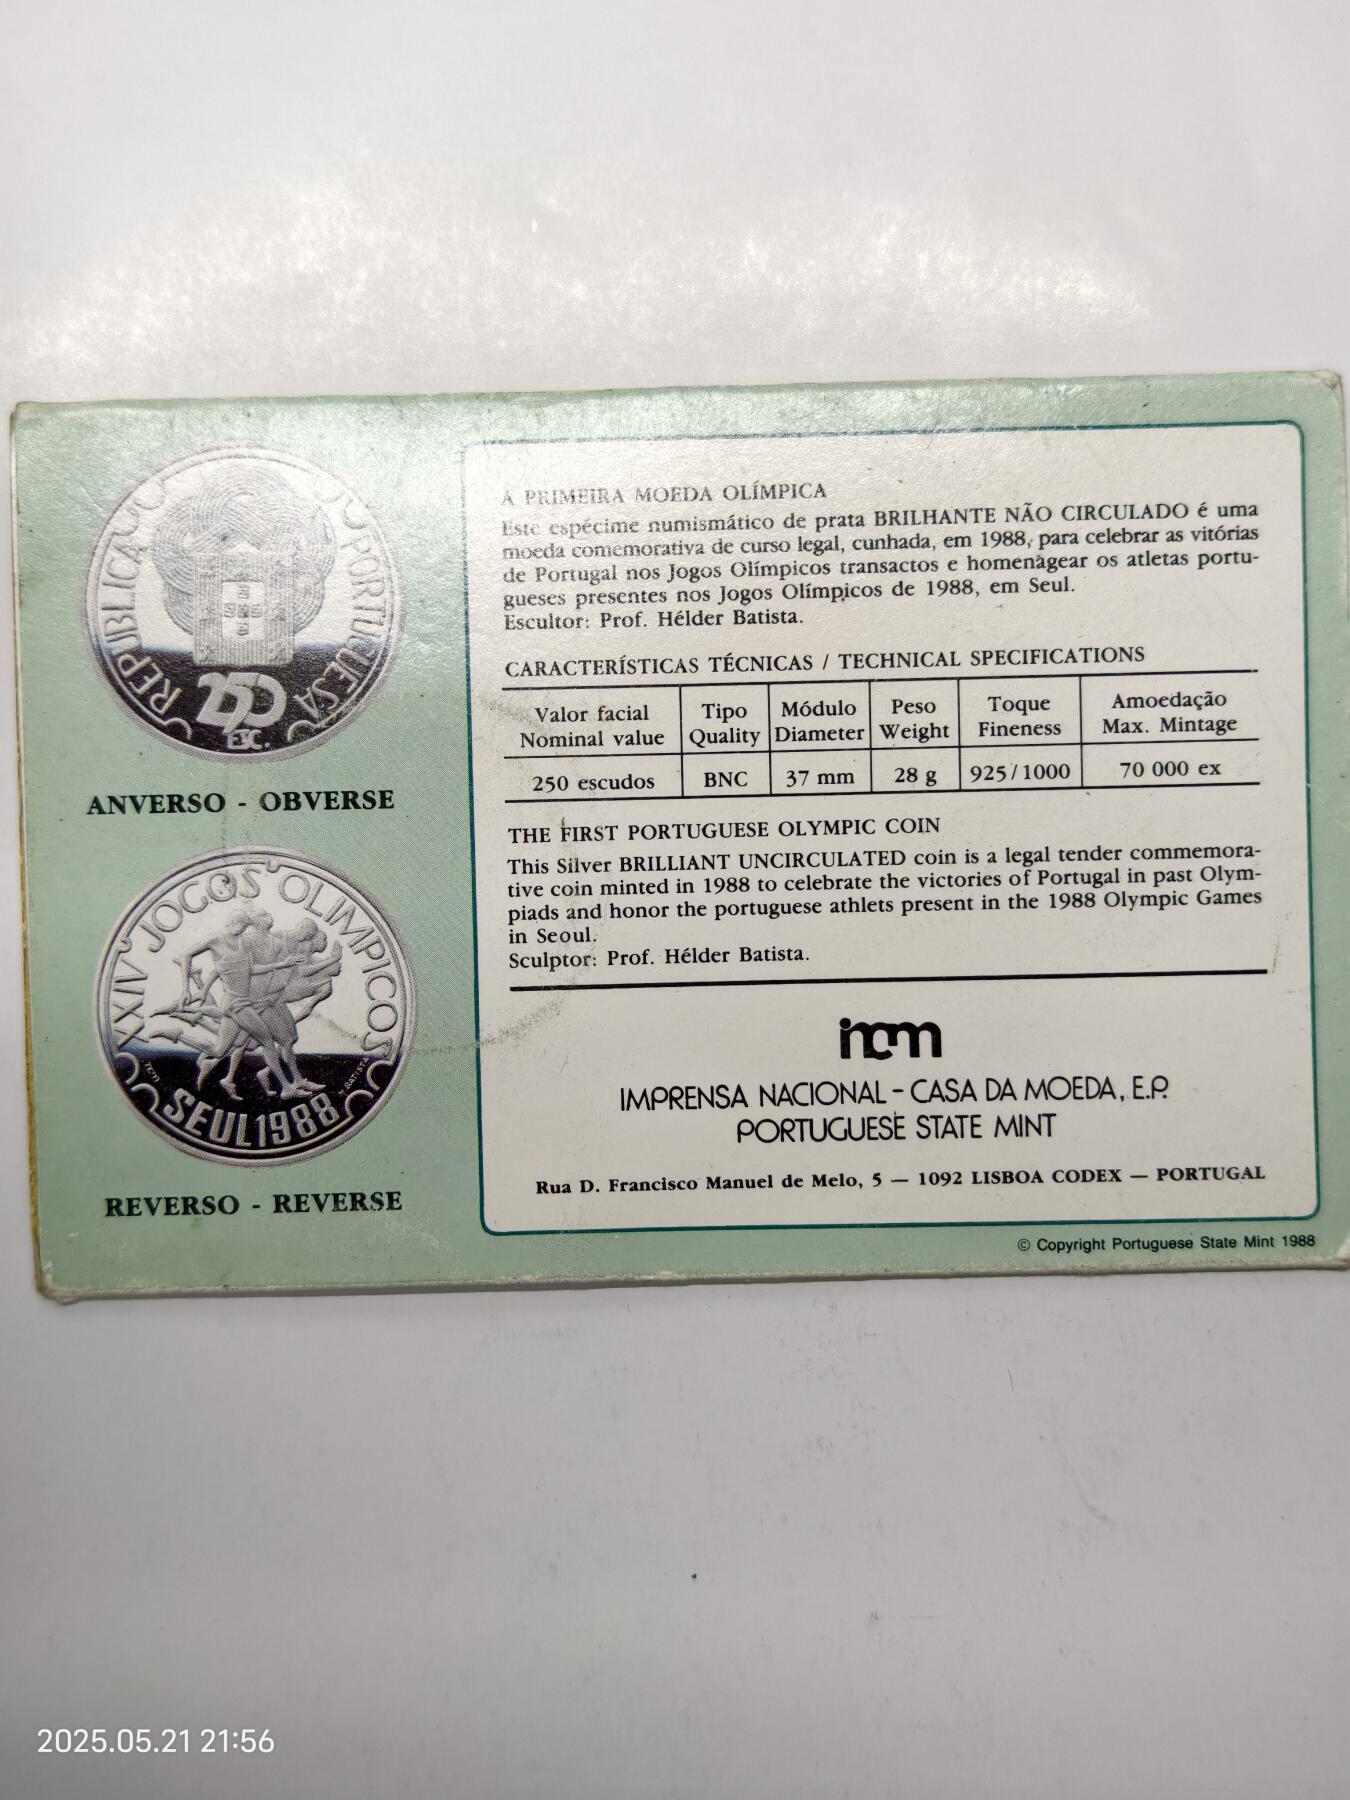 REPUBLICA PORTUGUESA
250
ESC.
ANVERSO - OBVERSE
XXIV JOGOS OLIMPICOS
incm
H. BATISTA
SEUL 1988
REVERSO - REVERSE
A PRIMEIRA MOEDA OLÍMPICA
Este espécime numismático de prata BRILHANTE NÃO CIRCULADO é uma
moeda comemorativa de curso legal, cunhada, em 1988, para celebrar as vitórias
de Portugal nos Jogos Olímpicos transactos e homenagear os atletas portu-
gueses presentes nos Jogos Olímpicos de 1988, em Seul.
Escultor: Prof. Hélder Batista.
CARACTERÍSTICAS TÉCNICAS / TECHNICAL SPECIFICATIONS
Valor facial Tipo Módulo Peso Toque Amoedação
Nominal value Quality Diameter Weight Fineness Max. Mintage
250 escudos BNC 37 mm 28 g 925/1000 70 000 ex
THE FIRST PORTUGUESE OLYMPIC COIN
This Silver BRILLIANT UNCIRCULATED coin is a legal tender commemora-
tive coin minted in 1988 to celebrate the victories of Portugal in past Olym-
piads and honor the portuguese athlets present in the 1988 Olympic Games
in Seoul.
Sculptor: Prof. Hélder Batista.
incm
IMPRENSA NACIONAL - CASA DA MOEDA, E.P.
PORTUGUESE STATE MINT
Rua D. Francisco Manuel de Melo, 5 — 1092 LISBOA CODEX — PORTUGAL
© Copyright Portuguese State Mint 1988
2025.05.21 21:56